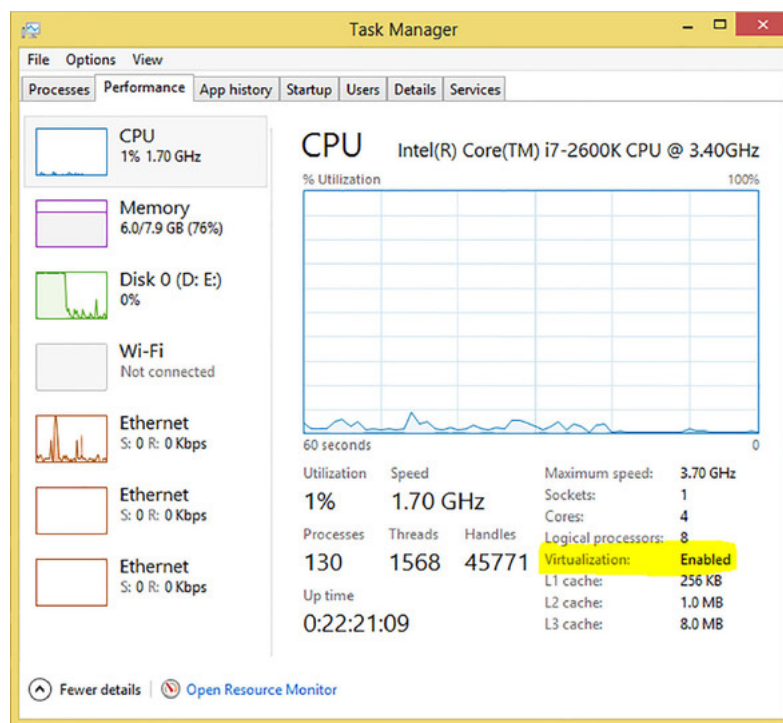 Task Manager
File Options View
Processes Performance App history Startup Users Details Services
CPU
1% 1.70 GHz
Memory
6.0/7.9 GB (76%)
Disk 0 (D: E:)
0%
Wi-Fi
Not connected
Ethernet
S: 0 R: 0 Kbps
Ethernet
S: 0 R: 0 Kbps
Ethernet
S: 0 R: 0 Kbps
CPU Intel(R) Core(TM) i7-2600K CPU @ 3.40GHz
% Utilization 100%
60 seconds 0
Utilization Speed
1% 1.70 GHz
Processes Threads Handles
130 1568 45771
Up time
0:22:21:09
Maximum speed: 3.70 GHz
Sockets: 1
Cores: 4
Logical processors: 8
Virtualization: Enabled
L1 cache: 256 KB
L2 cache: 1.0 MB
L3 cache: 8.0 MB
Fewer details Open Resource Monitor